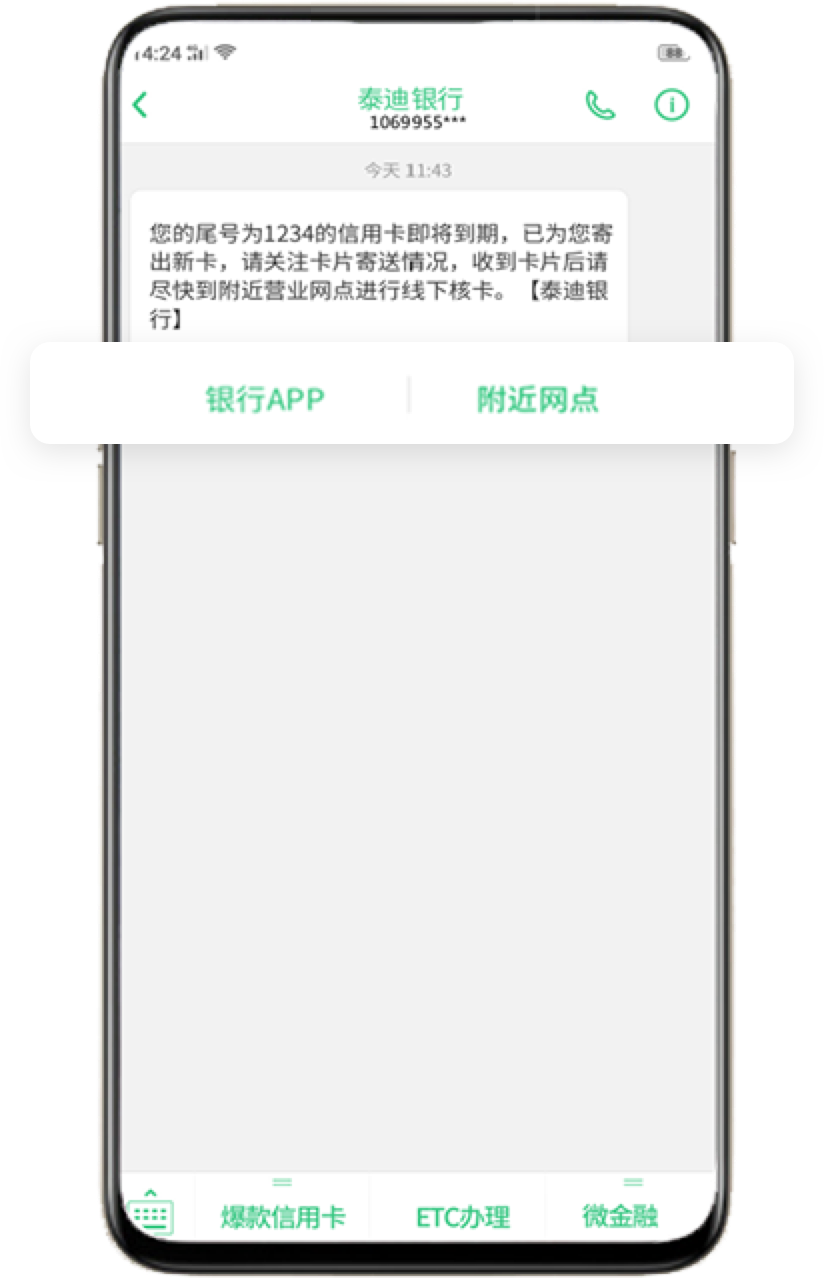 4:24
88
泰迪银行
1069955***
今天 11:43
您的尾号为1234的信用卡即将到期，已为您寄
出新卡，请关注卡片寄送情况，收到卡片后请
尽快到附近营业网点进行线下核卡。【泰迪银
行】
银行APP
附近网点
爆款信用卡
ETC办理
微金融